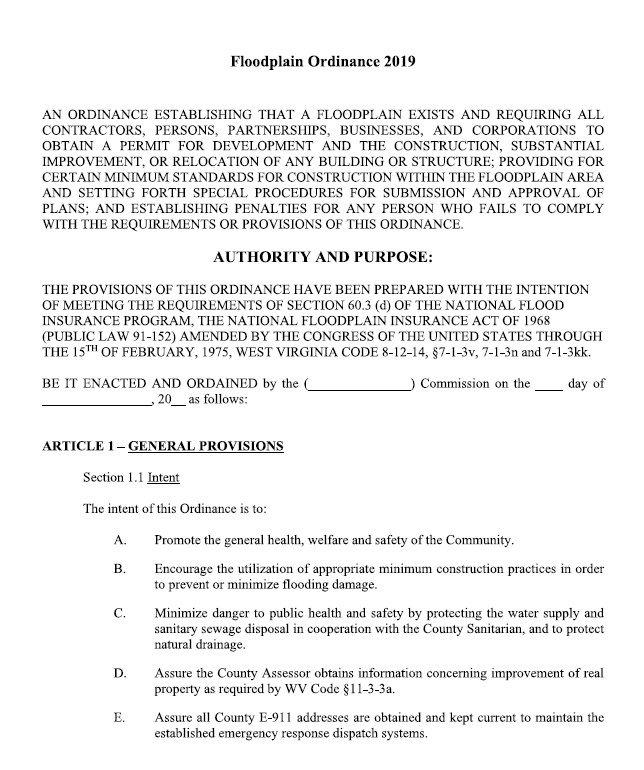 Floodplain Ordinance 2019
AN ORDINANCE ESTABLISHING THAT A FLOODPLAIN EXISTS AND REQUIRING ALL
CONTRACTORS, PERSONS, PARTNERSHIPS, BUSINESSES, AND CORPORATIONS TO
OBTAIN A PERMIT FOR DEVELOPMENT AND THE CONSTRUCTION, SUBSTANTIAL
IMPROVEMENT, OR RELOCATION OF ANY BUILDING OR STRUCTURE; PROVIDING FOR
CERTAIN MINIMUM STANDARDS FOR CONSTRUCTION WITHIN THE FLOODPLAIN AREA
AND SETTING FORTH SPECIAL PROCEDURES FOR SUBMISSION AND APPROVAL OF
PLANS; AND ESTABLISHING PENALTIES FOR ANY PERSON WHO FAILS TO COMPLY
WITH THE REQUIREMENTS OR PROVISIONS OF THIS ORDINANCE.
AUTHORITY AND PURPOSE:
THE PROVISIONS OF THIS ORDINANCE HAVE BEEN PREPARED WITH THE INTENTION
OF MEETING THE REQUIREMENTS OF SECTION 60.3 (d) OF THE NATIONAL FLOOD
INSURANCE PROGRAM, THE NATIONAL FLOODPLAIN INSURANCE ACT OF 1968
(PUBLIC LAW 91-152) AMENDED BY THE CONGRESS OF THE UNITED STATES THROUGH
THE 15TH OF FEBRUARY, 1975, WEST VIRGINIA CODE 8-12-14, §7-1-3v, 7-1-3n and 7-1-3kk.
BE IT ENACTED AND ORDAINED by the (________________) Commission on the ____ day of
_________________, 20__ as follows:
ARTICLE 1 – GENERAL PROVISIONS
Section 1.1 Intent
The intent of this Ordinance is to:
A. Promote the general health, welfare and safety of the Community.
B. Encourage the utilization of appropriate minimum construction practices in order
to prevent or minimize flooding damage.
C. Minimize danger to public health and safety by protecting the water supply and
sanitary sewage disposal in cooperation with the County Sanitarian, and to protect
natural drainage.
D. Assure the County Assessor obtains information concerning improvement of real
property as required by WV Code §11-3-3a.
E. Assure all County E-911 addresses are obtained and kept current to maintain the
established emergency response dispatch systems.